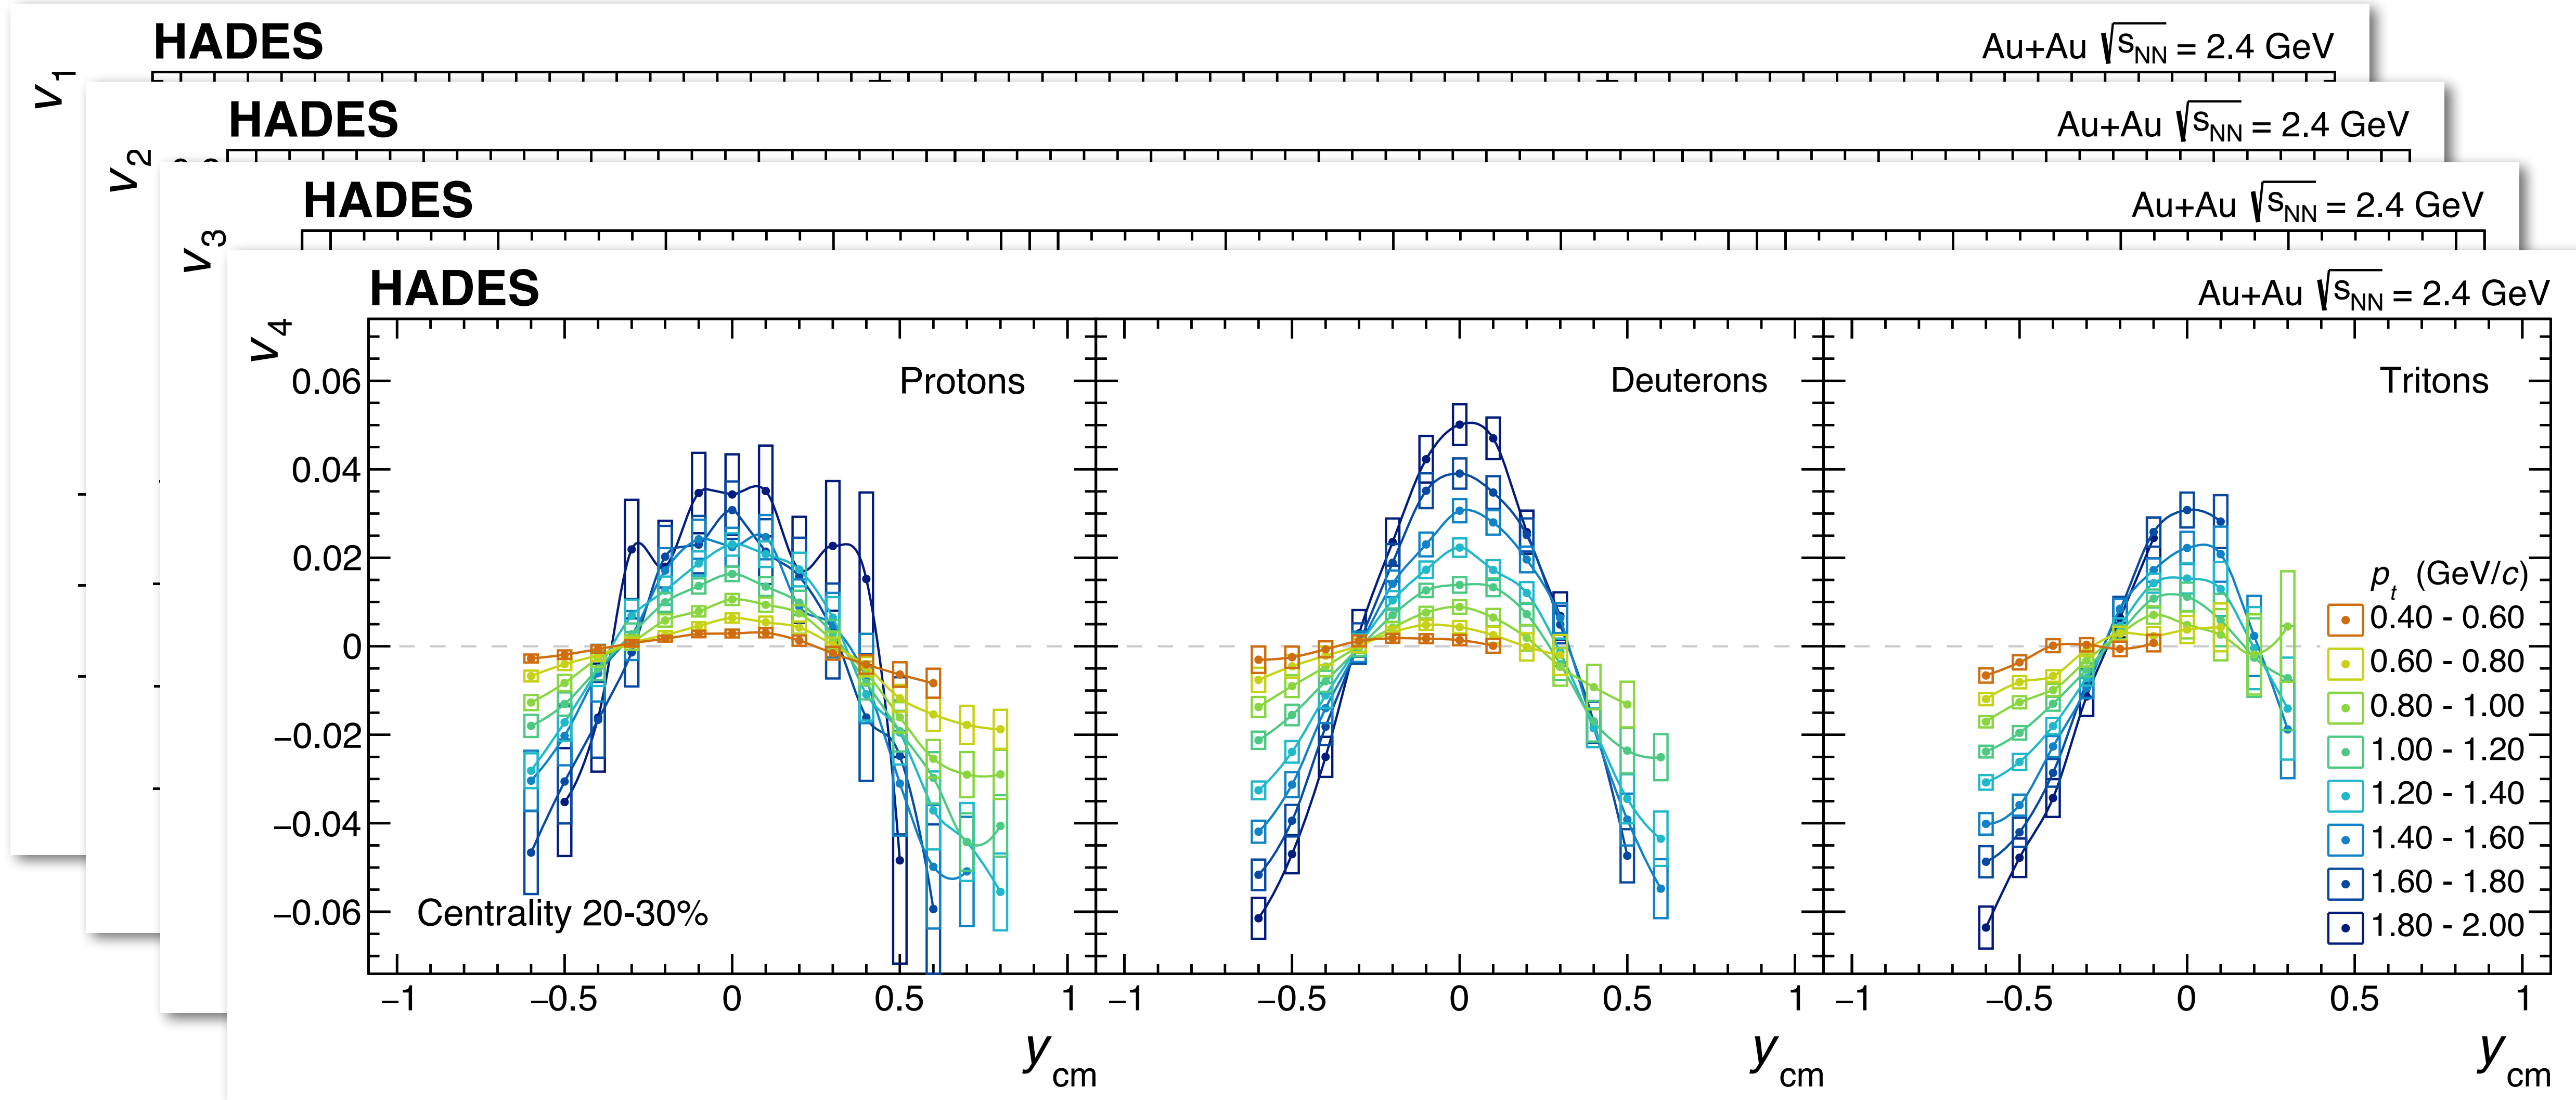 HADES Au+Au √sNN = 2.4 GeV
v1
HADES Au+Au √sNN = 2.4 GeV
v2
HADES Au+Au √sNN = 2.4 GeV
v3
HADES Au+Au √sNN = 2.4 GeV
v4
Protons Deuterons Tritons
0.06
0.04
0.02
0
−0.02
−0.04
−0.06
pt (GeV/c)
0.40 - 0.60
0.60 - 0.80
0.80 - 1.00
1.00 - 1.20
1.20 - 1.40
1.40 - 1.60
1.60 - 1.80
1.80 - 2.00
Centrality 20-30%
−1 −0.5 0 0.5 1 −1 −0.5 0 0.5 1 −1 −0.5 0 0.5 1
ycm ycm ycm